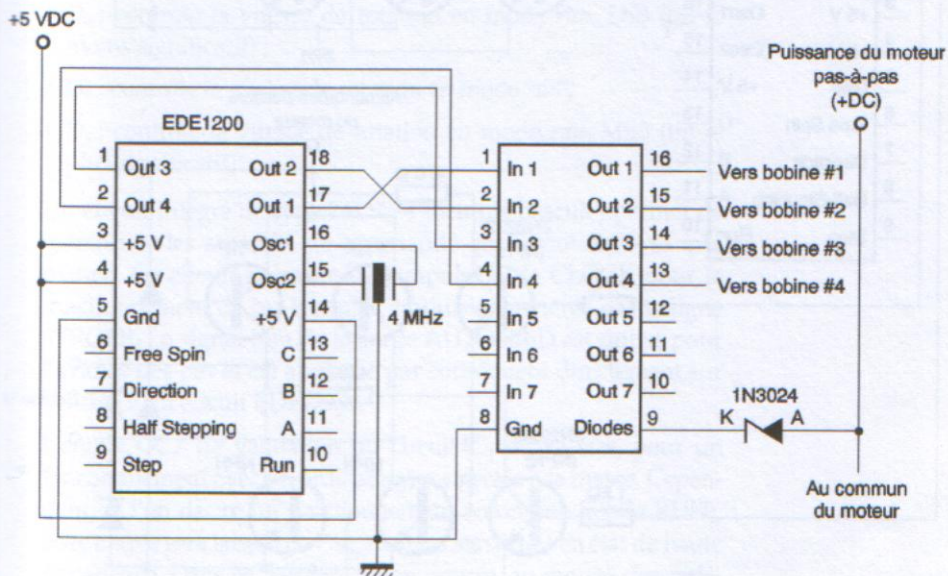 +5 VDC
Puissance du moteur
pas-à-pas
(+DC)
EDE1200
1 Out 3 Out 2 18
2 Out 4 Out 1 17
3 +5 V Osc1 16
4 +5 V Osc2 15
5 Gnd +5 V 14
6 Free Spin C 13
7 Direction B 12
8 Half Stepping A 11
9 Step Run 10
4 MHz
1 In 1 Out 1 16
2 In 2 Out 2 15
3 In 3 Out 3 14
4 In 4 Out 4 13
5 In 5 Out 5 12
6 In 6 Out 6 11
7 In 7 Out 7 10
8 Gnd Diodes 9
Vers bobine #1
Vers bobine #2
Vers bobine #3
Vers bobine #4
1N3024
K A
Au commun
du moteur